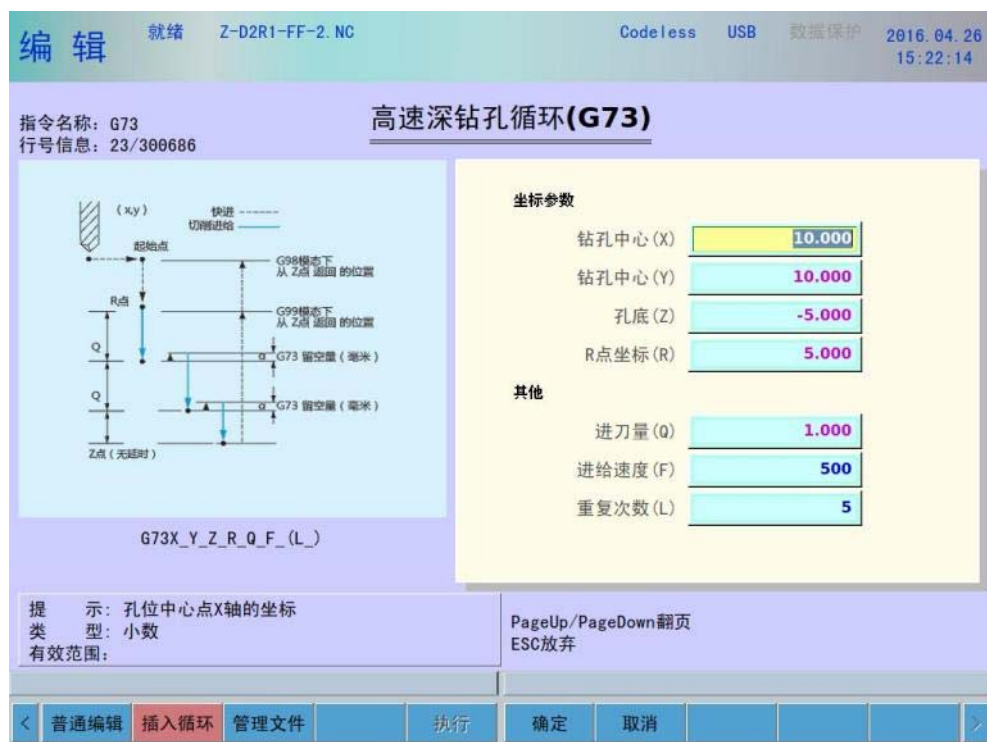 编 辑
就绪 Z-D2R1-FF-2.NC Codeless USB 数据保护 2016.04.26
15:22:14
指令名称: G73
行号信息: 23/300686
高速深钻孔循环(G73)
(x,y)
快进
切削进给
起始点
G98模态下
从 Z点 返回 的位置
R点
G99模态下
从 Z点 返回 的位置
Q
α G73 留空量 ( 毫米 )
Q
α G73 留空量 ( 毫米 )
Z点 ( 无延时 )
G73X_Y_Z_R_Q_F_(L_)
坐标参数
钻孔中心(X) 10.000
钻孔中心(Y) 10.000
孔底(Z) -5.000
R点坐标(R) 5.000
其他
进刀量(Q) 1.000
进给速度(F) 500
重复次数(L) 5
提 示: 孔位中心点X轴的坐标
类 型: 小数
有效范围:
PageUp/PageDown翻页
ESC放弃
< 普通编辑 插入循环 管理文件 执行 确定 取消 >